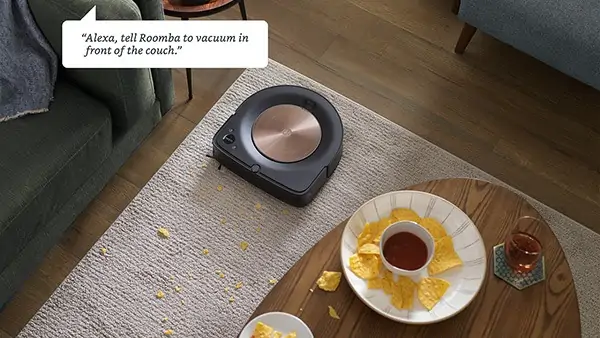 “Alexa, tell Roomba to vacuum in
front of the couch.”